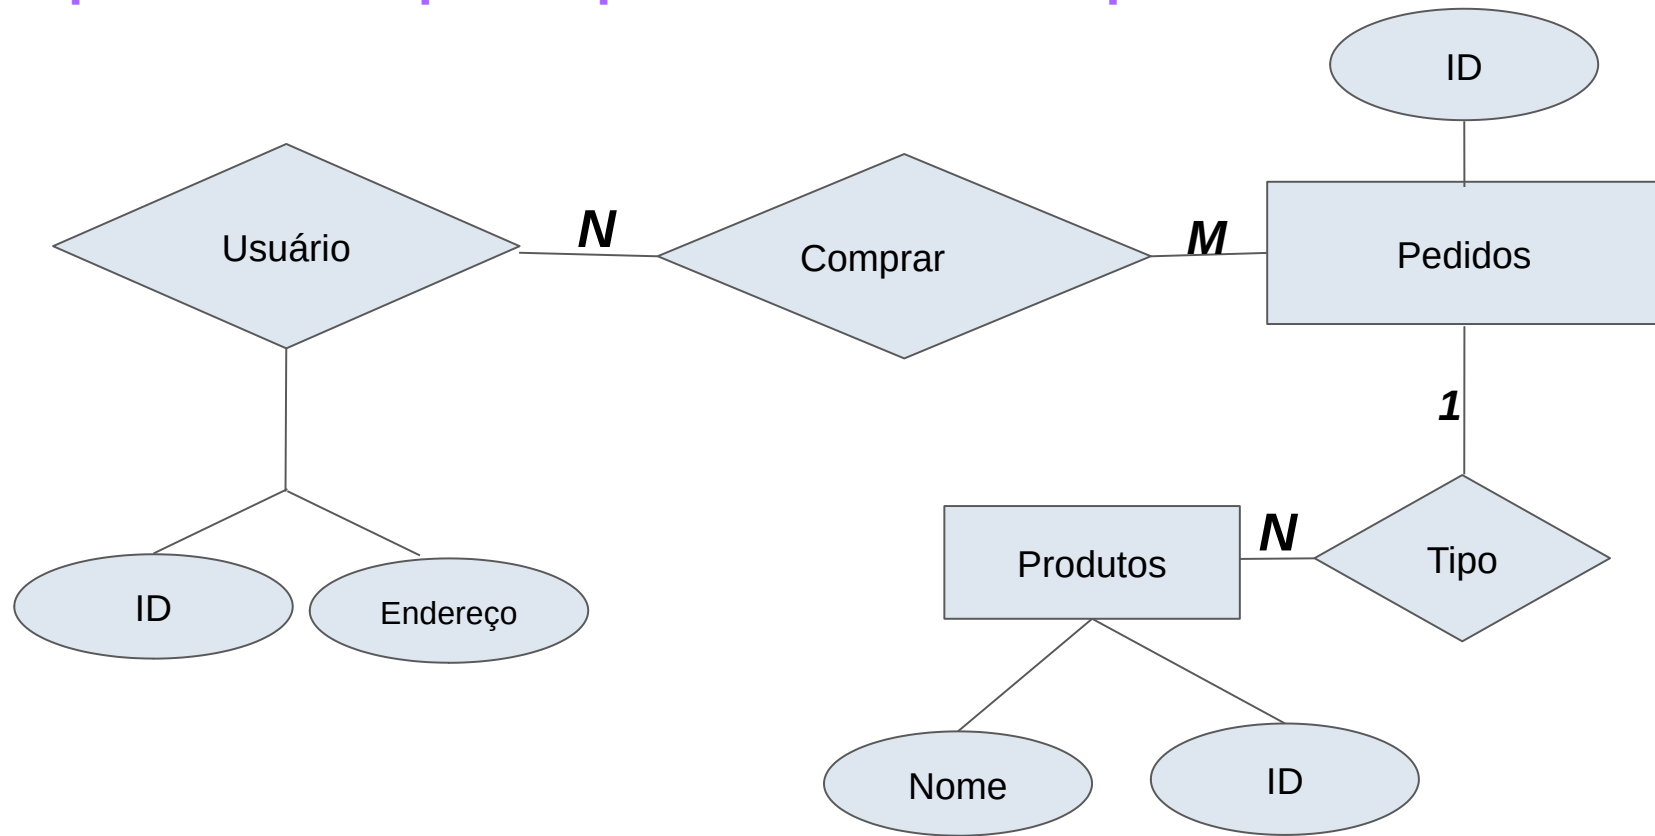 ID
Usuário
N
Comprar
M
Pedidos
1
Produtos
N
Tipo
ID
Endereço
Nome
ID